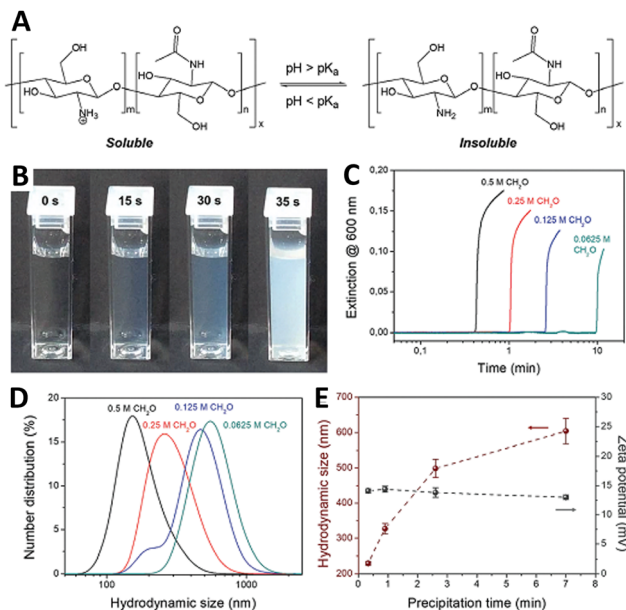 A
OH
HO
O
NH₃
⊕
m
O
NH
HO
O
OH
n
x
Soluble
pH > pKₐ
pH < pKₐ
OH
HO
O
NH₂
m
O
NH
HO
O
OH
n
x
Insoluble
B
0 s
15 s
30 s
35 s
C
Extinction @ 600 nm
0,20
0,15
0,10
0,05
0,00
0.5 M CH₂O
0.25 M CH₂O
0.125 M CH₂O
0.0625 M
CH₂O
0,1
1
10
Time (min)
D
Number distribution (%)
20
15
10
5
0
0.5 M CH₂O
0.25 M CH₂O
0.125 M CH₂O
0.0625 M CH₂O
100
1000
Hydrodynamic size (nm)
E
Hydrodynamic size (nm)
700
600
500
400
300
200
0
1
2
3
4
5
6
7
8
Precipitation time (min)
30
25
20
15
10
5
0
Zeta potential (mV)